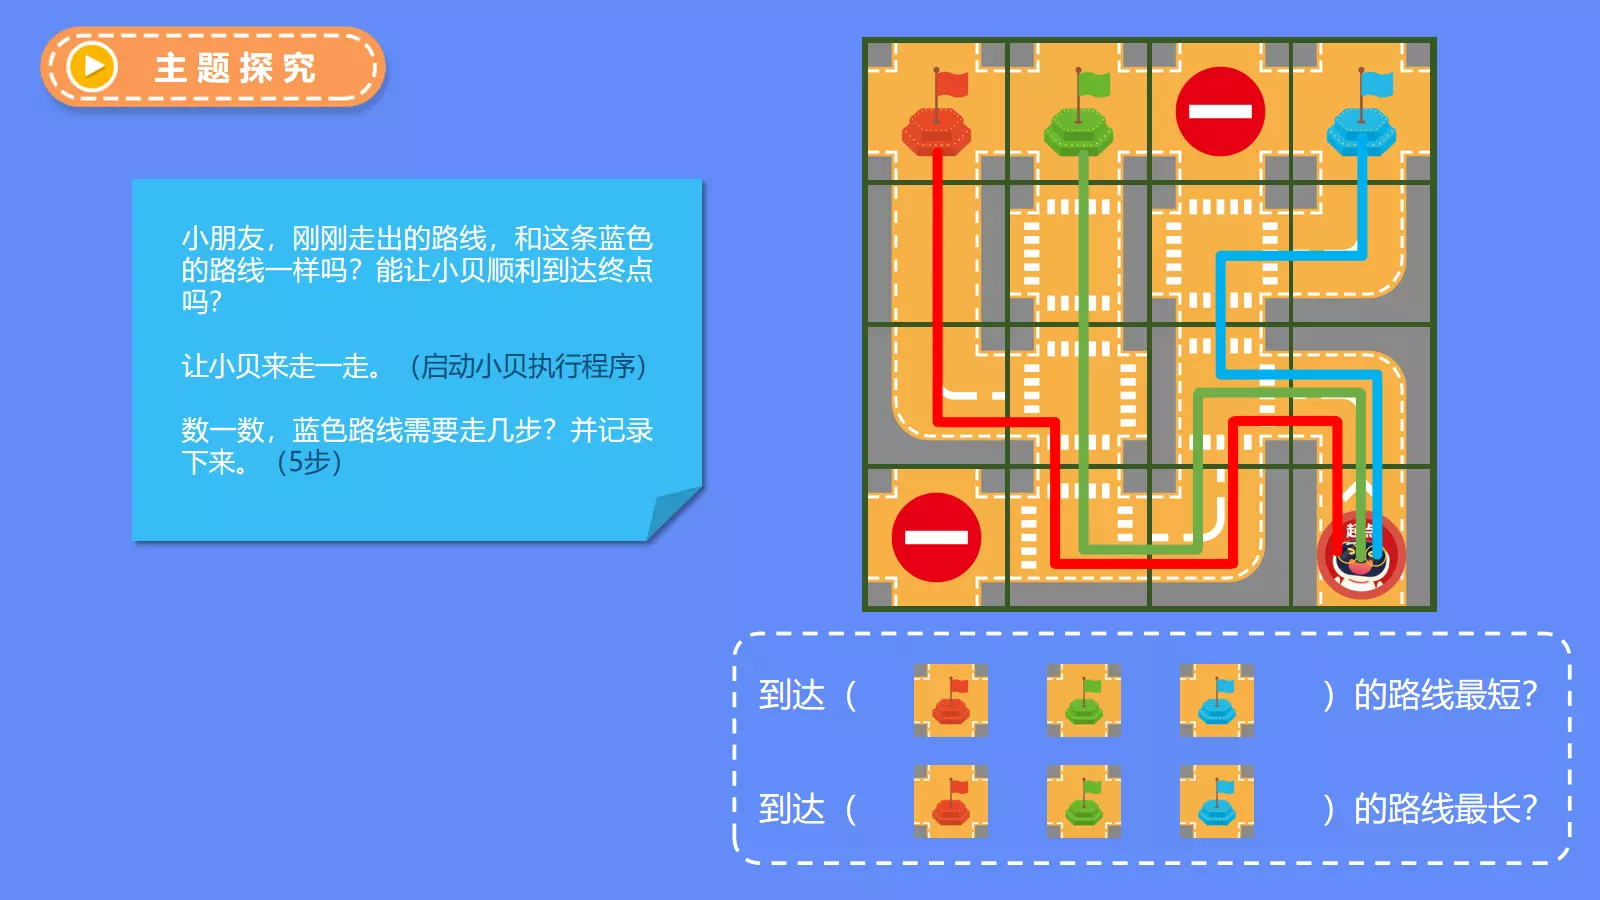 主题探究
小朋友，刚刚走出的路线，和这条蓝色
的路线一样吗？能让小贝顺利到达终点
吗？
让小贝来走一走。（启动小贝执行程序）
数一数，蓝色路线需要走几步？并记录
下来。（5步）
起点
到达（ ）的路线最短？
到达（ ）的路线最长？